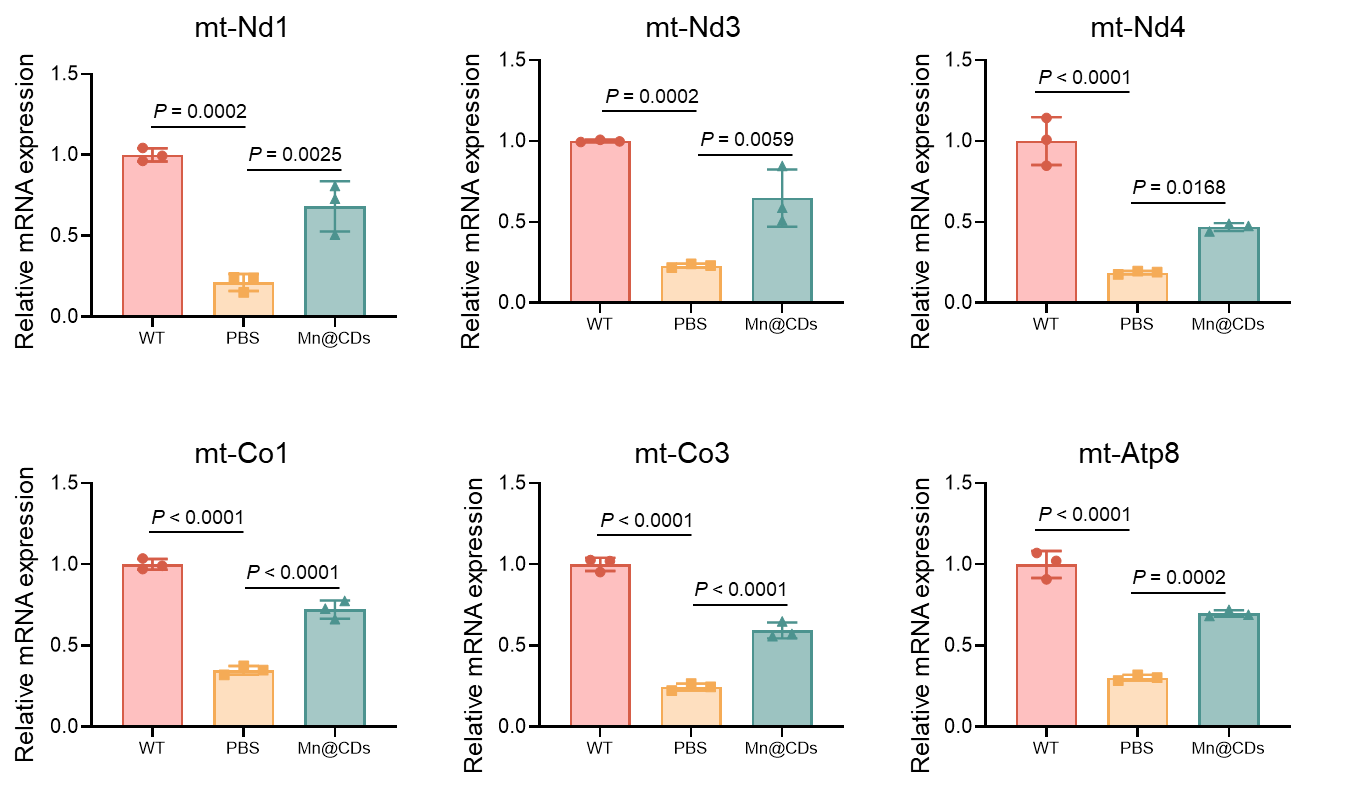 mt-Nd1
Relative mRNA expression
1.5
1.0
0.5
0.0
P = 0.0002
P = 0.0025
WT
PBS
Mn@CDs
mt-Nd3
Relative mRNA expression
1.5
1.0
0.5
0.0
P = 0.0002
P = 0.0059
WT
PBS
Mn@CDs
mt-Nd4
Relative mRNA expression
1.5
1.0
0.5
0.0
P < 0.0001
P = 0.0168
WT
PBS
Mn@CDs
mt-Co1
Relative mRNA expression
1.5
1.0
0.5
0.0
P < 0.0001
P < 0.0001
WT
PBS
Mn@CDs
mt-Co3
Relative mRNA expression
1.5
1.0
0.5
0.0
P < 0.0001
P < 0.0001
WT
PBS
Mn@CDs
mt-Atp8
Relative mRNA expression
1.5
1.0
0.5
0.0
P < 0.0001
P = 0.0002
WT
PBS
Mn@CDs